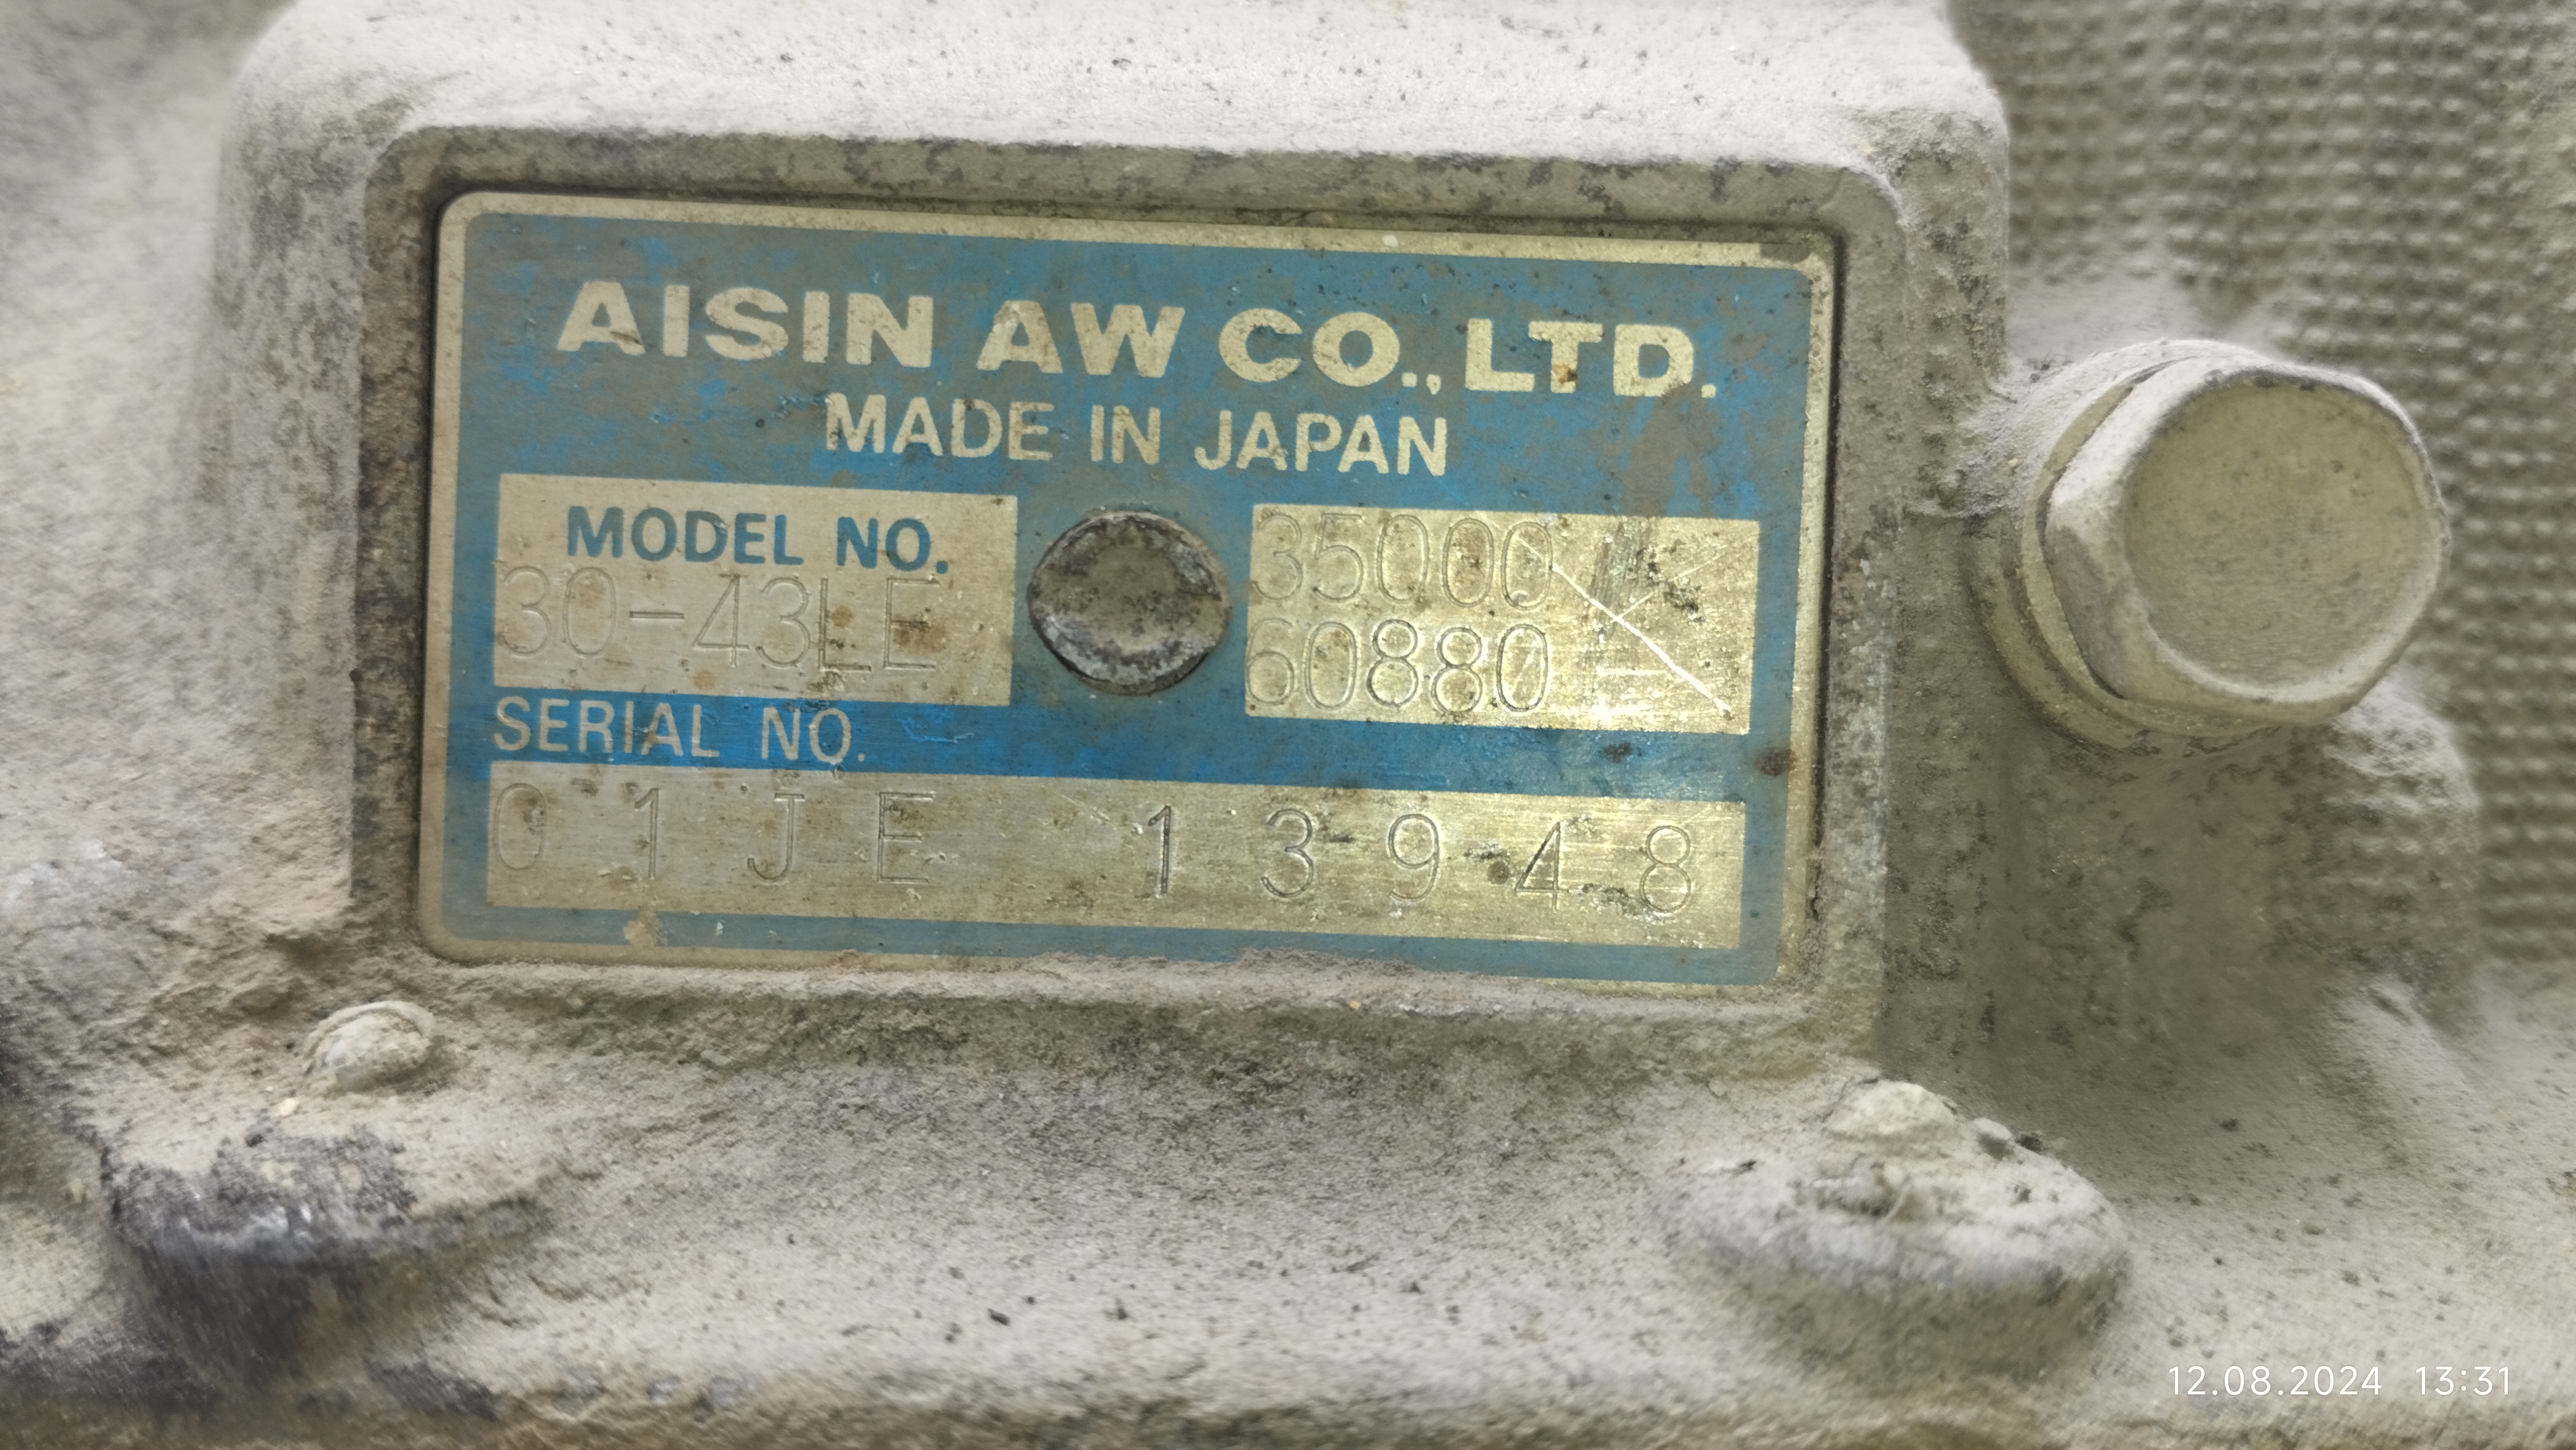 AISIN AW CO., LTD.
MADE IN JAPAN
MODEL NO.
30-43LE
35000
60880
SERIAL NO.
01JE 13948
12.08.2024 13:31